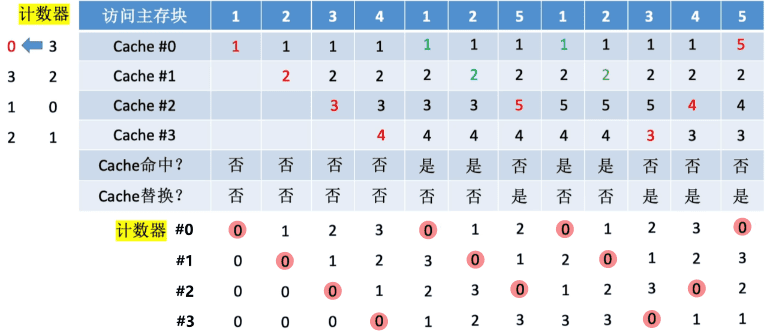 计数器 访问主存块 1 2 3 4 1 2 5 1 2 3 4 5
0 3 Cache #0 1 1 1 1 1 1 1 1 1 1 1 5
3 2 Cache #1 2 2 2 2 2 2 2 2 2 2 2
1 0 Cache #2 3 3 3 3 5 5 5 5 4 4
2 1 Cache #3 4 4 4 4 4 4 3 3 3
Cache命中? 否 否 否 否 是 是 否 是 是 否 否 否
Cache替换? 否 否 否 否 否 否 是 否 否 是 是 是
计数器 #0 0 1 2 3 0 1 2 0 1 2 3 0
#1 0 0 1 2 3 0 1 2 0 1 2 3
#2 0 0 0 1 2 3 0 1 2 3 0 2
#3 0 0 0 0 1 2 3 3 3 0 1 1